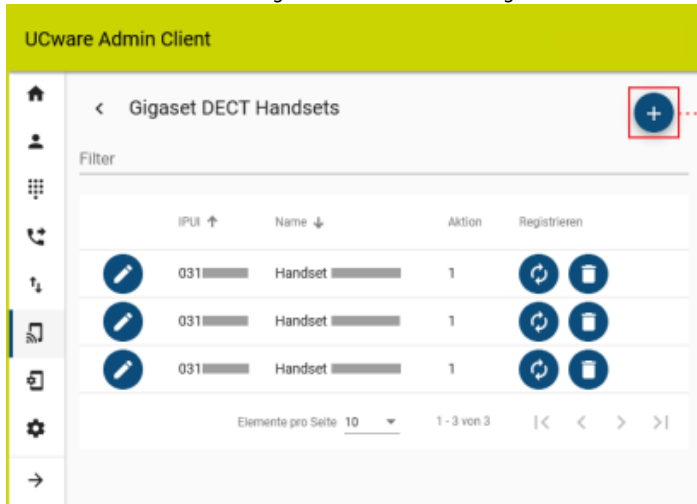 UCware Admin Client
Gigaset DECT Handsets
Filter
IPUI Name Aktion Registrieren
031 Handset 1
031 Handset 1
031 Handset 1
Elemente pro Seite 10 1 - 3 von 3